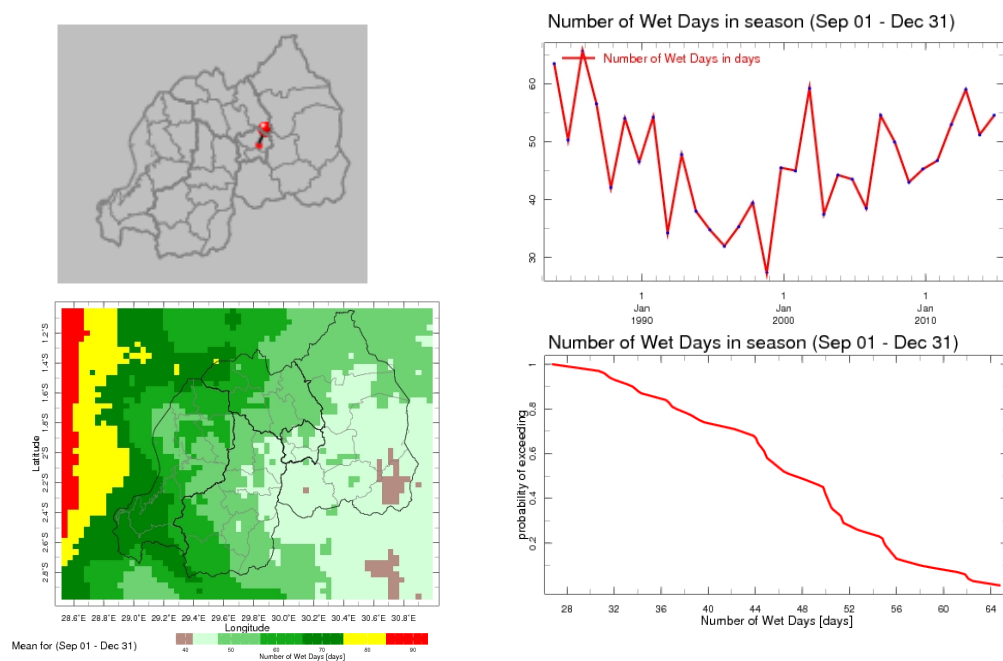 Number of Wet Days in season (Sep 01 - Dec 31)
Number of Wet Days in days
60
50
40
30
1
Jan
1990
1
Jan
2000
1
Jan
2010
1.2°S
1.4°S
1.6°S
1.8°S
2°S
2.2°S
2.4°S
2.6°S
2.8°S
Latitude
28.6°E 28.8°E 29°E 29.2°E 29.4°E 29.6°E 29.8°E 30°E 30.2°E 30.4°E 30.6°E 30.8°E
Longitude
Mean for (Sep 01 - Dec 31)
40 50 60 70 80 90
Number of Wet Days [days]
Number of Wet Days in season (Sep 01 - Dec 31)
probability of exceeding
1
0.8
0.6
0.4
0.2
28 32 36 40 44 48 52 56 60 64
Number of Wet Days [days]